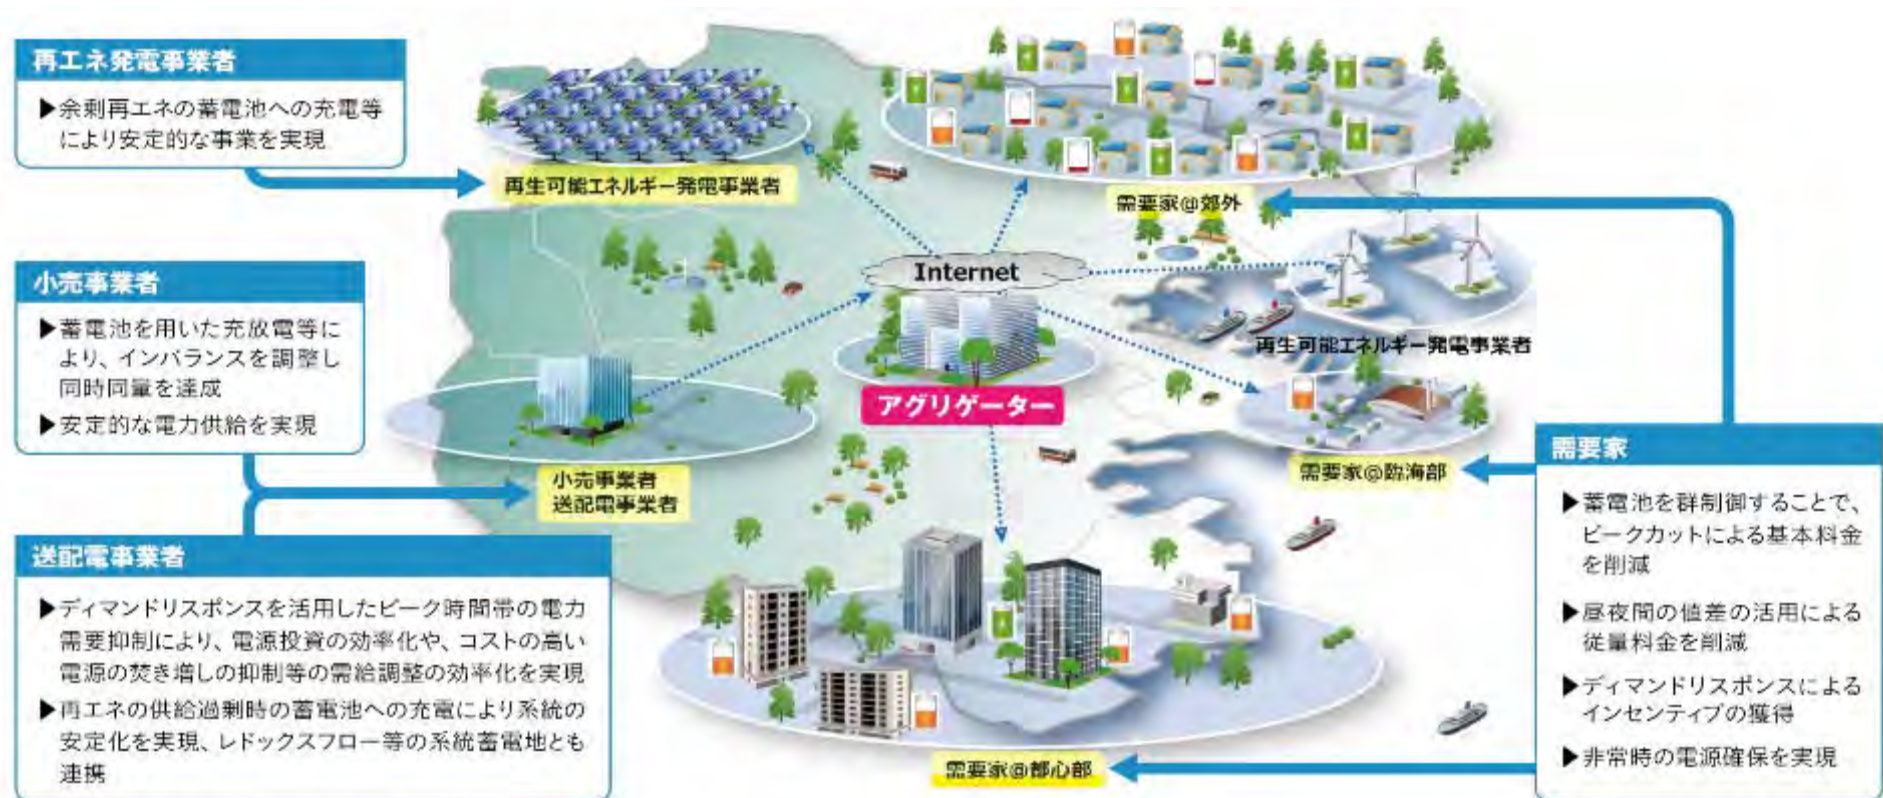 再エネ発電事業者
▶余剰再エネの蓄電池への充電等
により安定的な事業を実現
小売事業者
▶蓄電池を用いた充放電等に
より、インバランスを調整し
同時同量を達成
▶安定的な電力供給を実現
送配電事業者
▶ディマンドリスポンスを活用したピーク時間帯の電力
需要抑制により、電源投資の効率化や、コストの高い
電源の焚き増しの抑制等の需給調整の効率化を実現
▶再エネの供給過剰時の蓄電池への充電により系統の
安定化を実現、レドックスフロー等の系統蓄電地とも
連携
再生可能エネルギー発電事業者
需要家@郊外
Internet
再生可能エネルギー発電事業者
アグリゲーター
小売事業者
送配電事業者
需要家@臨海部
需要家@都心部
需要家
▶蓄電池を群制御することで、
ピークカットによる基本料金
を削減
▶昼夜間の値差の活用による
従量料金を削減
▶ディマンドリスポンスによる
インセンティブの獲得
▶非常時の電源確保を実現